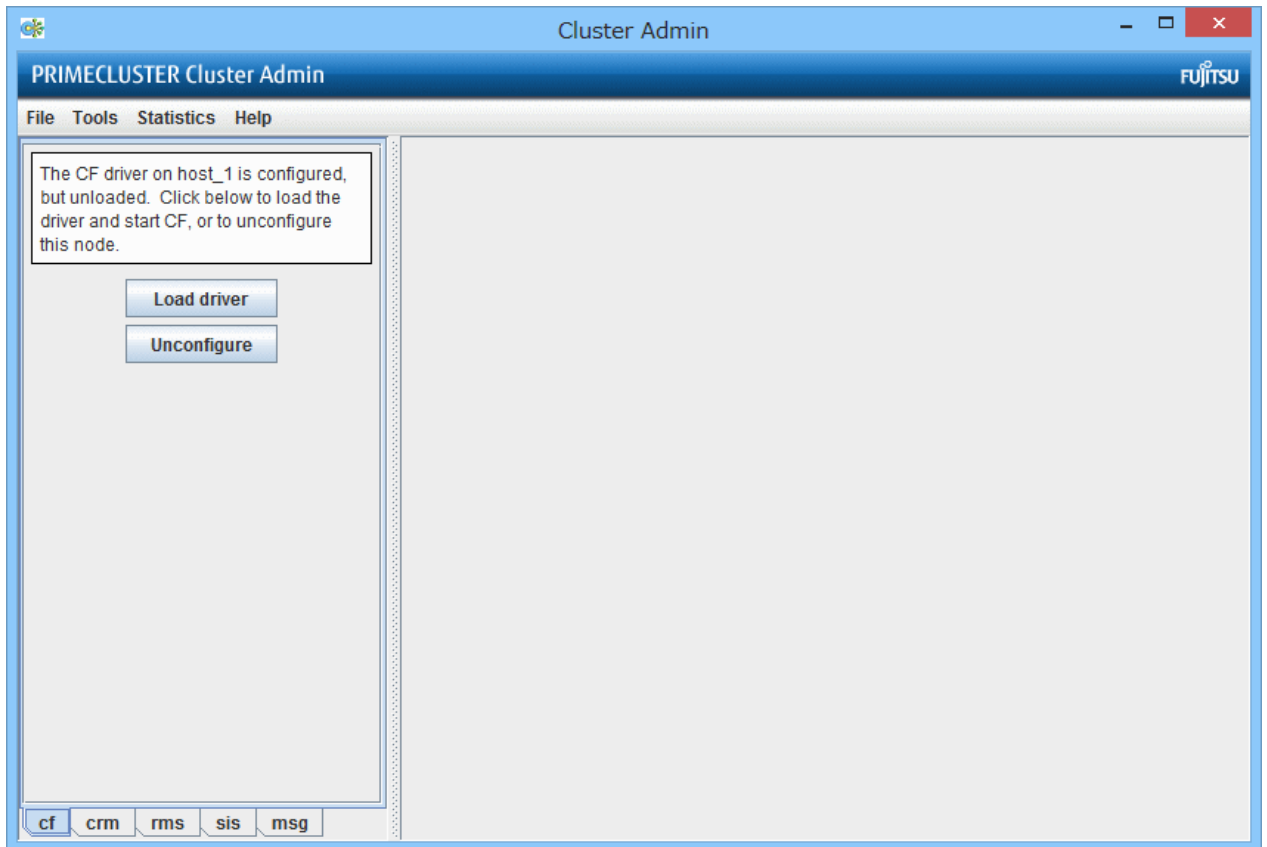 Cluster Admin
PRIMECLUSTER Cluster Admin
FUJITSU
File Tools Statistics Help
The CF driver on host_1 is configured,
but unloaded. Click below to load the
driver and start CF, or to unconfigure
this node.
Load driver
Unconfigure
cf crm rms sis msg